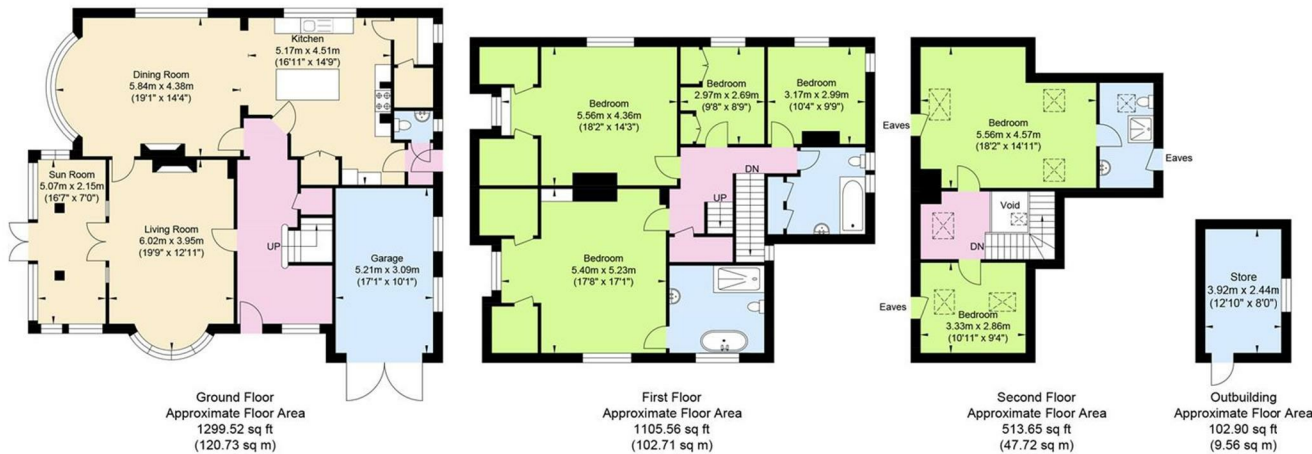 Kitchen
5.17m x 4.51m
(16'11" x 14'9")
Dining Room
5.84m x 4.38m
(19'1" x 14'4")
Sun Room
5.07m x 2.15m
(16'7" x 7'0")
Living Room
6.02m x 3.95m
(19'9" x 12'11")
UP
Garage
5.21m x 3.09m
(17'1" x 10'1")
Ground Floor
Approximate Floor Area
1299.52 sq ft
(120.73 sq m)
Bedroom
5.56m x 4.36m
(18'2" x 14'3")
Bedroom
2.97m x 2.69m
(9'8" x 8'9")
Bedroom
3.17m x 2.99m
(10'4" x 9'9")
DN
UP
Bedroom
5.40m x 5.23m
(17'8" x 17'1")
First Floor
Approximate Floor Area
1105.56 sq ft
(102.71 sq m)
Eaves
Bedroom
5.56m x 4.57m
(18'2" x 14'11")
Eaves
Void
DN
Eaves
Bedroom
3.33m x 2.86m
(10'11" x 9'4")
Second Floor
Approximate Floor Area
513.65 sq ft
(47.72 sq m)
Store
3.92m x 2.44m
(12'10" x 8'0")
Outbuilding
Approximate Floor Area
102.90 sq ft
(9.56 sq m)